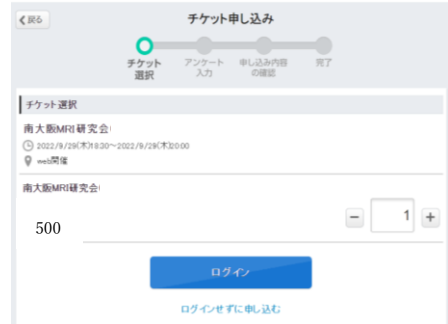 戻る
チケット申し込み
チケット
選択
アンケート
入力
申し込み内容
の確認
完了
チケット選択
南大阪MRI研究会
2022/9/29(木)18:30～2022/9/29(木)20:00
web開催
南大阪MRI研究会
500
− 1 +
ログイン
ログインせずに申し込む